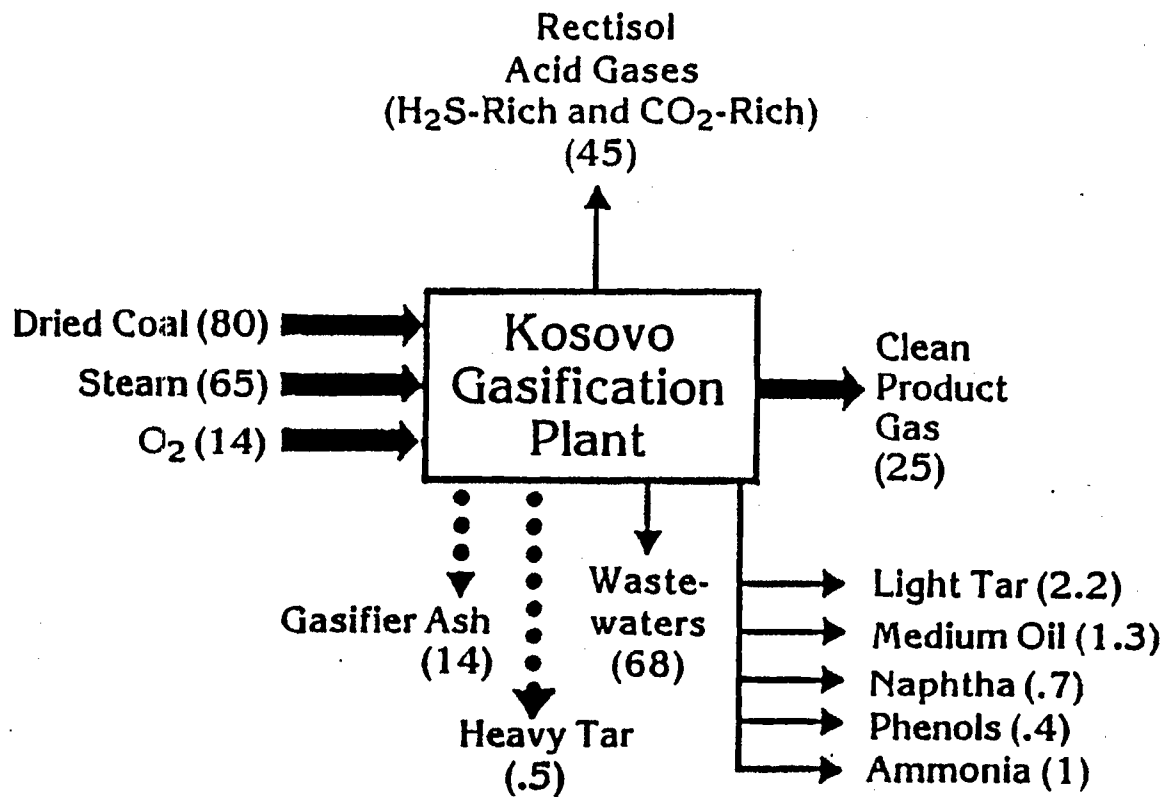 Rectisol
Acid Gases
(H₂S-Rich and CO₂-Rich)
(45)
Dried Coal (80)
Stearn (65)
O₂ (14)
Kosovo
Gasification
Plant
Clean
Product
Gas
(25)
Gasifier Ash
(14)
Heavy Tar
(.5)
Waste-
waters
(68)
Light Tar (2.2)
Medium Oil (1.3)
Naphtha (.7)
Phenols (.4)
Ammonia (1)